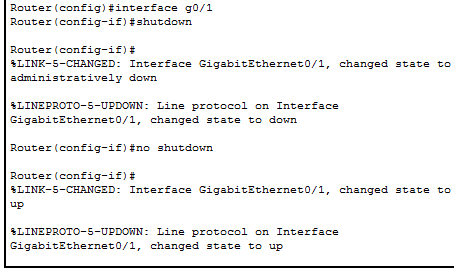 Router(config)#interface g0/1
Router(config-if)#shutdown
Router(config-if)#
%LINK-5-CHANGED: Interface GigabitEthernet0/1, changed state to
administratively down
%LINEPROTO-5-UPDOWN: Line protocol on Interface
GigabitEthernet0/1, changed state to down
Router(config-if)#no shutdown
Router(config-if)#
%LINK-5-CHANGED: Interface GigabitEthernet0/1, changed state to
up
%LINEPROTO-5-UPDOWN: Line protocol on Interface
GigabitEthernet0/1, changed state to up